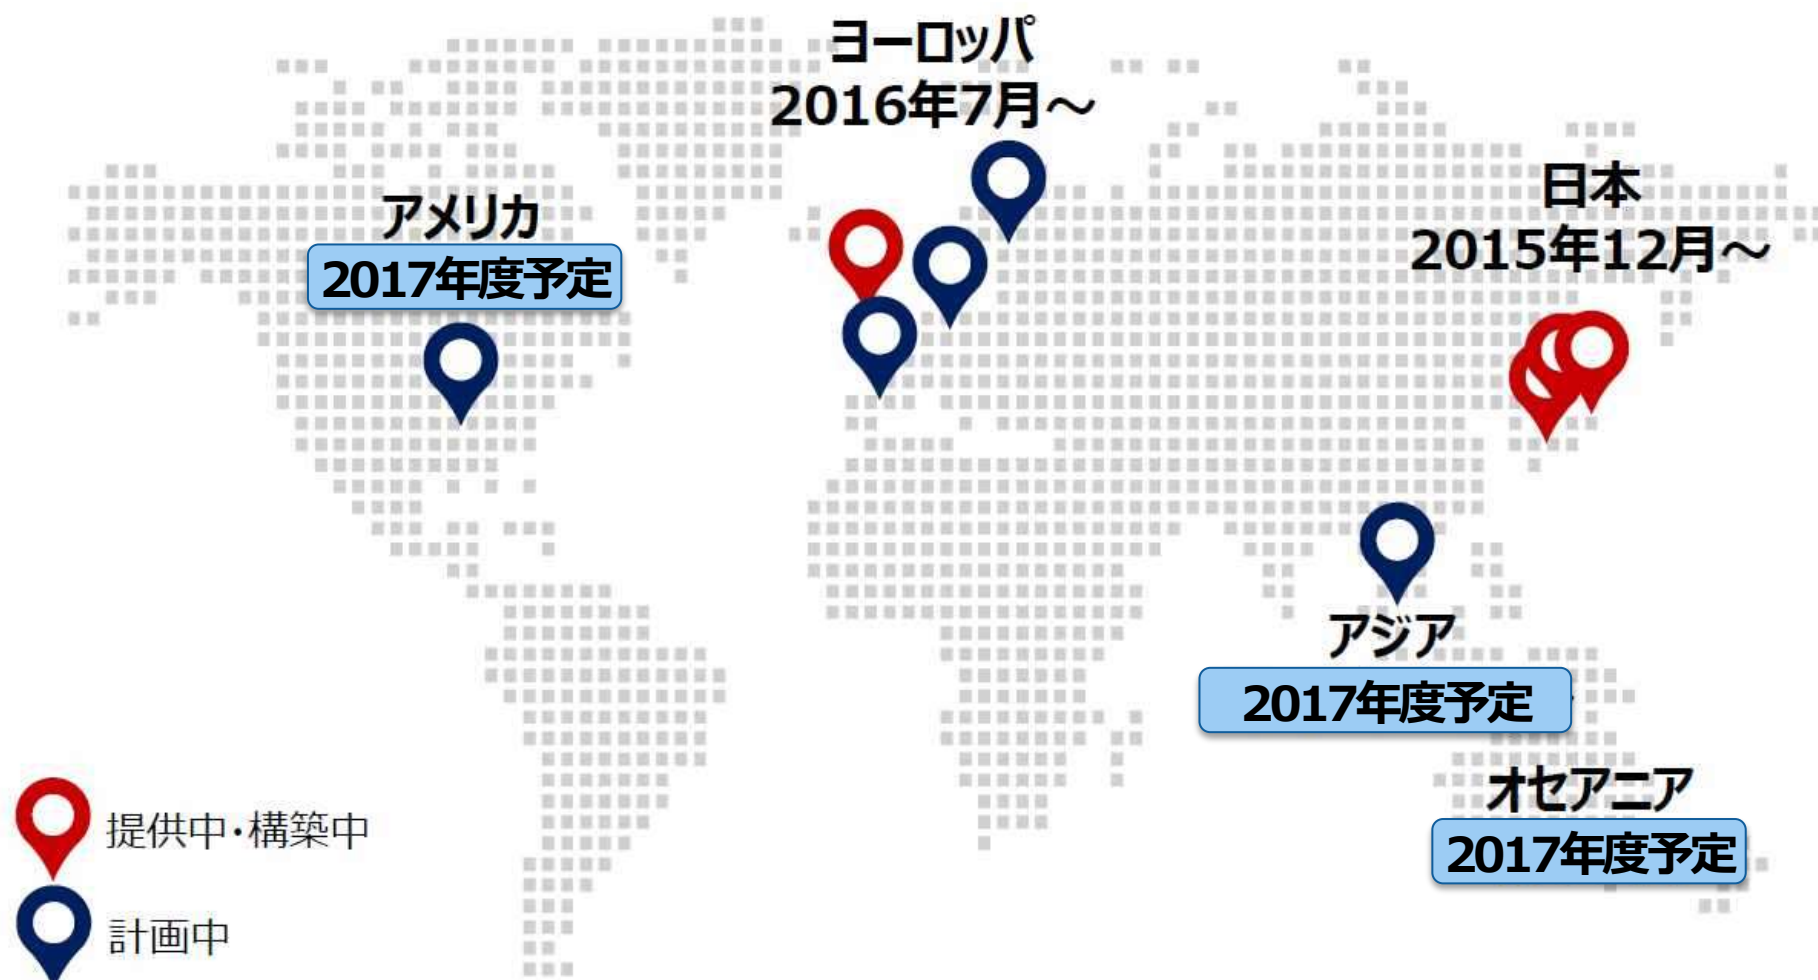 ヨーロッパ
2016年7月～
アメリカ
2017年度予定
日本
2015年12月～
アジア
2017年度予定
オセアニア
2017年度予定
提供中・構築中
計画中